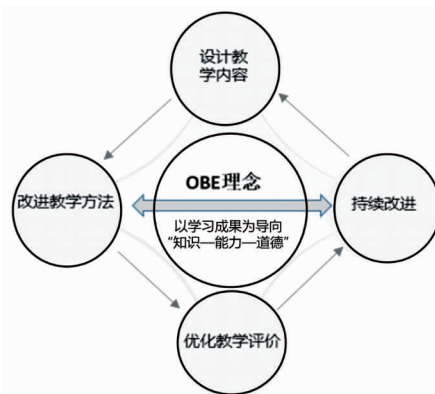 设计教
学内容
OBE理念
改进教学方法
以学习成果为导向
“知识—能力—道德”
持续改进
优化教学评价